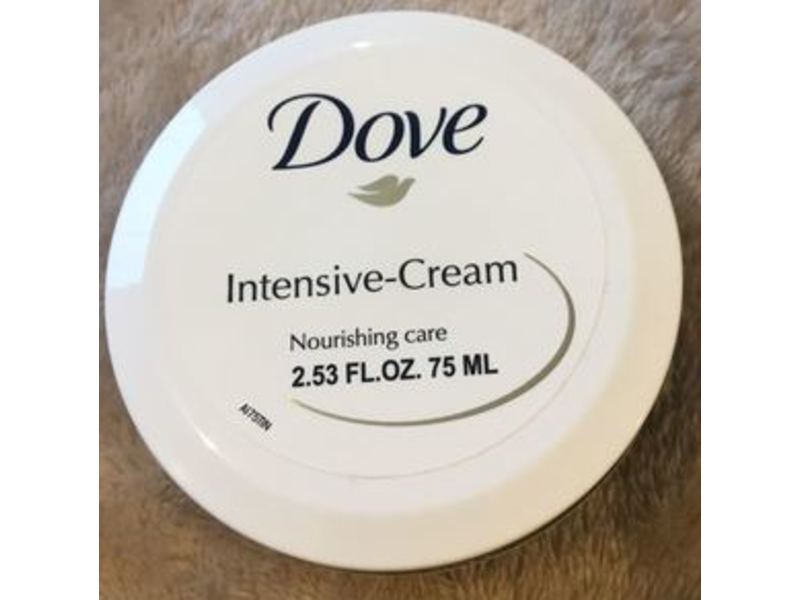 Dove
Intensive-Cream
Nourishing care
2.53 FL.OZ. 75 ML